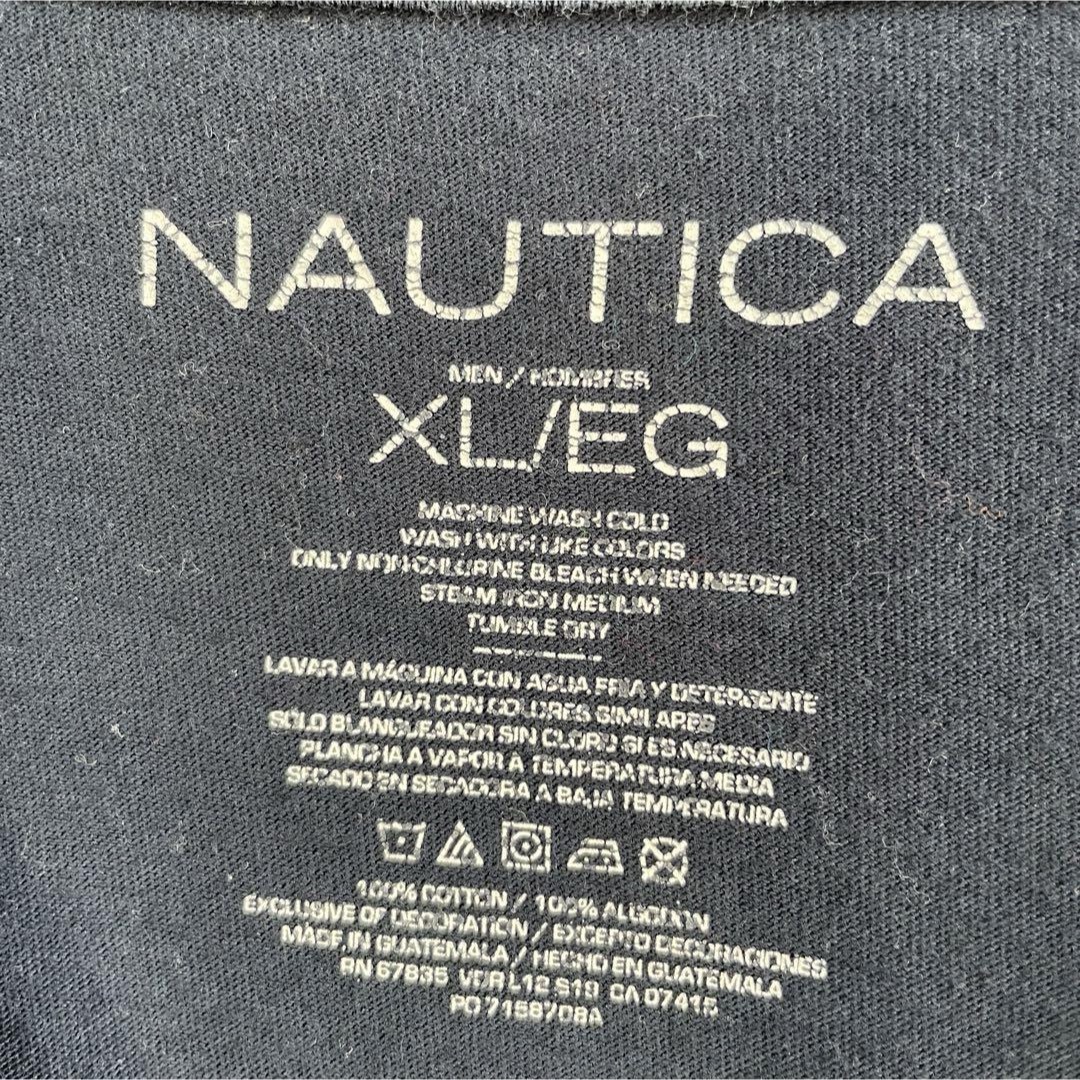 NAUTICA
MEN / HOMBRES
XL/EG
MACHINE WASH COLD
WASH WITH LIKE COLORS
ONLY NON-CHLORINE BLEACH WHEN NEEDED
STEAM IRON MEDIUM
TUMBLE DRY
LAVAR A MÁQUINA CON AGUA FRIA Y DETERGENTE
LAVAR CON COLORES SIMILARES
SOLO BLANQUEADOR SIN CLORO SI ES NECESARIO
PLANCHA A VAPOR A TEMPERATURA MEDIA
SECADO EN SECADORA A BAJA TEMPERATURA
100% COTTON / 100% ALGODON
EXCLUSIVE OF DECORATION / EXCEPTO DECORACIONES
MADE IN GUATEMALA / HECHO EN GUATEMALA
RN 67835 VDR L12 S19 CA 07415
PO 7158708A